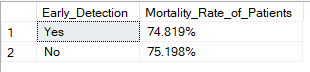 Early_Detection Mortality_Rate_of_Patients
1 Yes 74.819%
2 No 75.198%